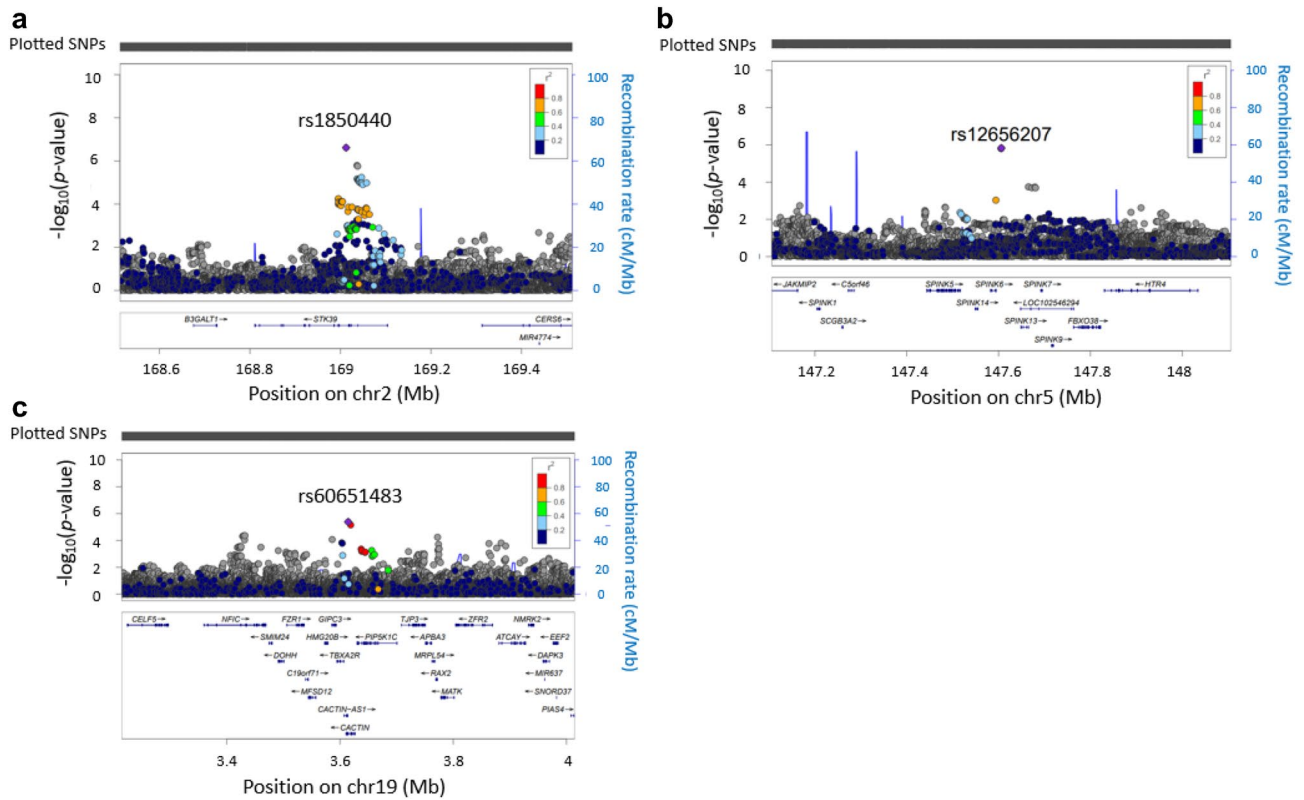 a
Plotted SNPs
-log10(p-value)
10
8
6
4
2
0
rs1850440
r2
0.8
0.6
0.4
0.2
100
80
60
40
20
0
Recombination rate (cM/Mb)
B3GALT1→
←STK39
CERS6→
MIR4774→
168.6
168.8
169
169.2
169.4
Position on chr2 (Mb)
b
Plotted SNPs
-log10(p-value)
10
8
6
4
2
0
rs12656207
r2
0.8
0.6
0.4
0.2
100
80
60
40
20
0
Recombination rate (cM/Mb)
←JAKMIP2
←C5orf46
SPINK5→
SPINK6→
SPINK7→
←HTR4
←SPINK1
SPINK14→
←LOC102546294
SCGB3A2→
SPINK13→
FBXO38→
SPINK9→
147.2
147.4
147.6
147.8
148
Position on chr5 (Mb)
c
Plotted SNPs
-log10(p-value)
10
8
6
4
2
0
rs60651483
r2
0.8
0.6
0.4
0.2
100
80
60
40
20
0
Recombination rate (cM/Mb)
CELF5→
NFIC→
FZR1→
GIPC3→
TJP3→
←ZFR2
NMRK2→
←SMIM24
HMG20B→
←PIP5K1C
←APBA3
ATCAY→
←EEF2
←DOHH
←TBXA2R
MRPL54→
←DAPK3
C19orf71→
←RAX2
←MIR637
←MFSD12
←MATK
←SNORD37
CACTIN-AS1→
PIAS4→
←CACTIN
3.4
3.6
3.8
4
Position on chr19 (Mb)